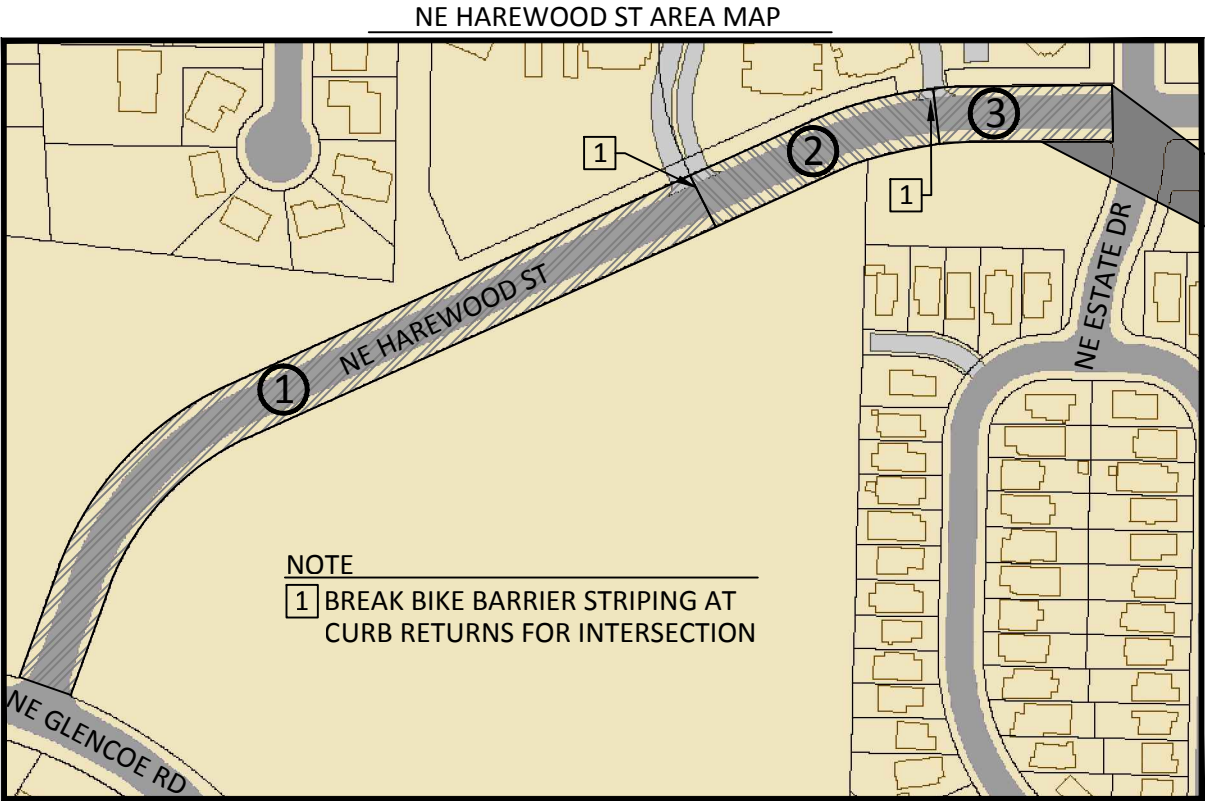 NE HAREWOOD ST AREA MAP
3
2
1
1
NE ESTATE DR
NE HAREWOOD ST
1
NOTE
1 BREAK BIKE BARRIER STRIPING AT
CURB RETURNS FOR INTERSECTION
NE GLENCOE RD